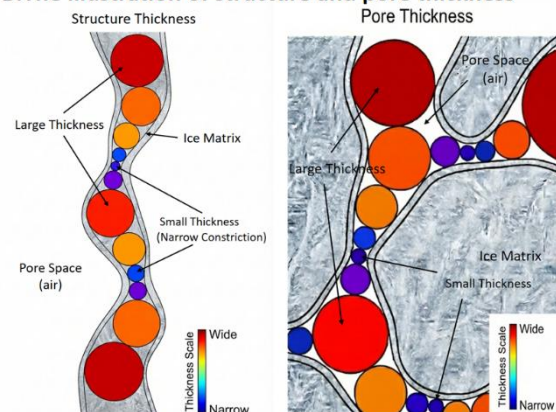 Structure Thickness
Large Thickness
Ice Matrix
Small Thickness
(Narrow Constriction)
Pore Space
(air)
Thickness Scale
Wide
Narrow
Pore Thickness
Pore Space
(air)
Large Thickness
Ice Matrix
Small Thickness
Thickness Scale
Wide
Narrow